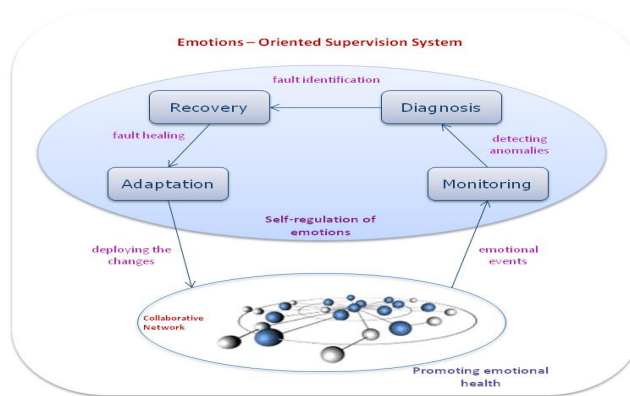 Emotions – Oriented Supervision System
fault identification
Recovery
Diagnosis
fault healing
detecting
anomalies
Adaptation
Monitoring
Self-regulation of
emotions
deploying the
changes
emotional
events
Collaborative
Network
Promoting emotional
health